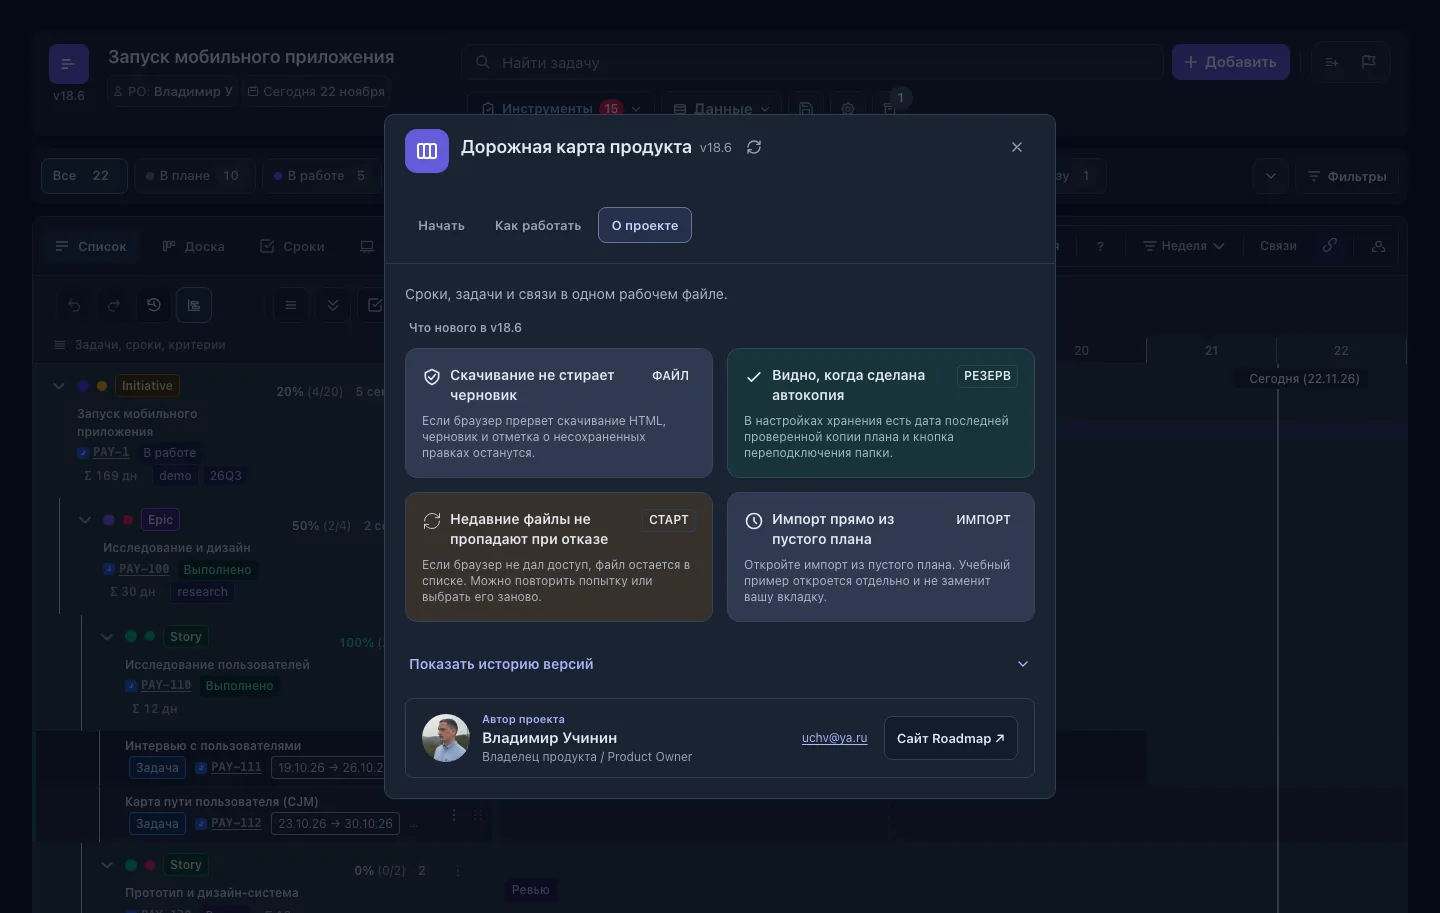 Запуск мобильного приложения
v18.6
PO: Владимир У
Сегодня 22 ноября
Найти задачу
Добавить
Инструменты 15
Данные
1
Все 22
В плане 10
В работе 5
1
Фильтры
Список
Доска
Сроки
?
Неделя
Связи
Задачи, сроки, критерии
20
21
22
Сегодня (22.11.26)
Initiative
20% (4/20)
Запуск мобильного
приложения
PAY-1 В работе
Σ 169 дн demo 26Q3
Epic
50% (2/4)
Исследование и дизайн
PAY-100 Выполнено
Σ 30 дн research
Story
100%
Исследование пользователей
PAY-110 Выполнено
Σ 12 дн
Интервью с пользователями
Задача PAY-111 19.10.26 → 26.10.2
Карта пути пользователя (CJM)
Задача PAY-112 23.10.26 → 30.10.26 ...
Story
0% (0/2) 2
Прототип и дизайн-система
Ревью
Дорожная карта продукта v18.6
Начать
Как работать
О проекте
Сроки, задачи и связи в одном рабочем файле.
Что нового в v18.6
Скачивание не стирает
черновик
ФАЙЛ
Если браузер прервет скачивание HTML,
черновик и отметка о несохраненных
правках останутся.
Видно, когда сделана
автокопия
РЕЗЕРВ
В настройках хранения есть дата последней
проверенной копии плана и кнопка
переподключения папки.
Недавние файлы не
пропадают при отказе
СТАРТ
Если браузер не дал доступ, файл остается в
списке. Можно повторить попытку или
выбрать его заново.
Импорт прямо из
пустого плана
ИМПОРТ
Откройте импорт из пустого плана. Учебный
пример откроется отдельно и не заменит
вашу вкладку.
Показать историю версий
Автор проекта
Владимир Учинин
Владелец продукта / Product Owner
uchv@ya.ru
Сайт Roadmap ↗